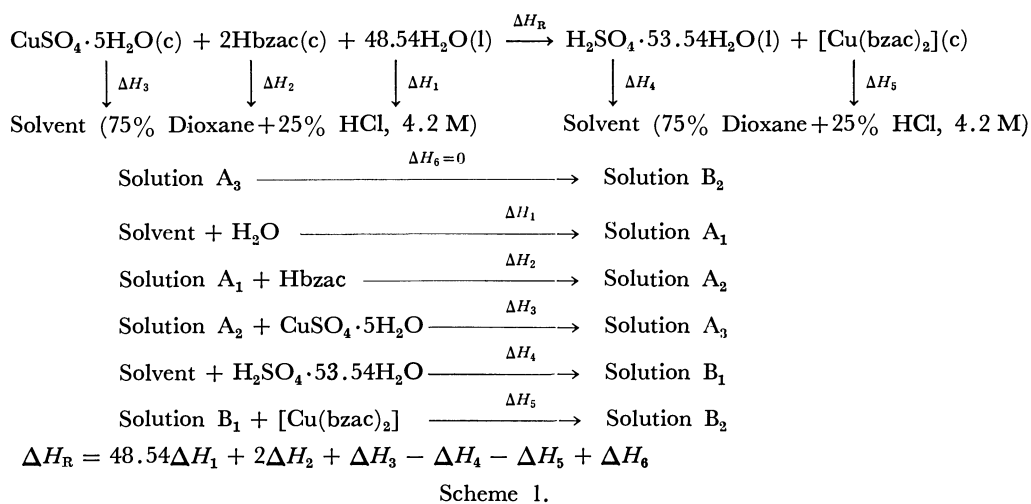 CuSO₄·5H₂O(c) + 2Hbzac(c) + 48.54H₂O(l) ⟶ΔH_R H₂SO₄·53.54H₂O(l) + [Cu(bzac)₂](c)
↓ΔH₃ ↓ΔH₂ ↓ΔH₁ ↓ΔH₄ ↓ΔH₅
Solvent (75% Dioxane+25% HCl, 4.2 M) Solvent (75% Dioxane+25% HCl, 4.2 M)
ΔH₆=0
Solution A₃ ⟶ Solution B₂
ΔH₁
Solvent + H₂O ⟶ Solution A₁
ΔH₂
Solution A₁ + Hbzac ⟶ Solution A₂
ΔH₃
Solution A₂ + CuSO₄·5H₂O ⟶ Solution A₃
ΔH₄
Solvent + H₂SO₄·53.54H₂O ⟶ Solution B₁
ΔH₅
Solution B₁ + [Cu(bzac)₂] ⟶ Solution B₂
ΔH_R = 48.54ΔH₁ + 2ΔH₂ + ΔH₃ − ΔH₄ − ΔH₅ + ΔH₆
Scheme 1.